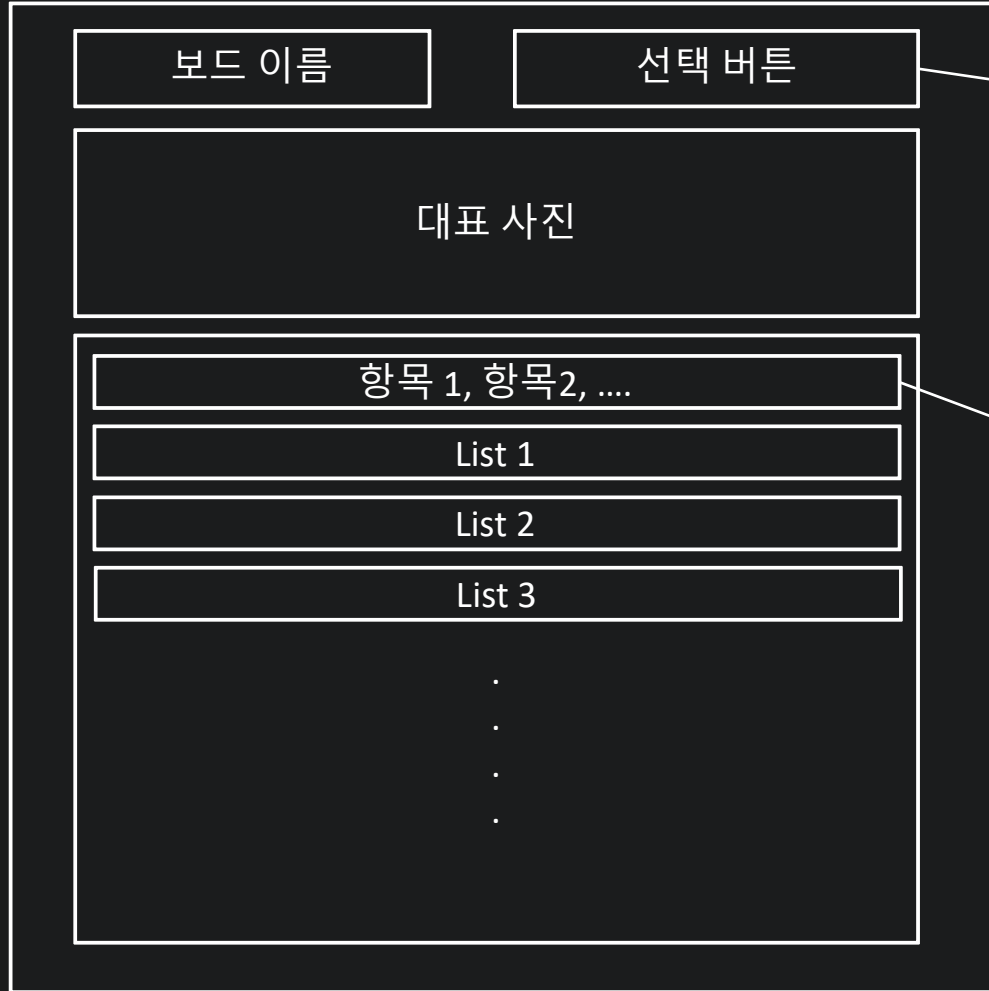 보드 이름
선택 버튼
대표 사진
항목 1, 항목2, ....
List 1
List 2
List 3
.
.
.
.